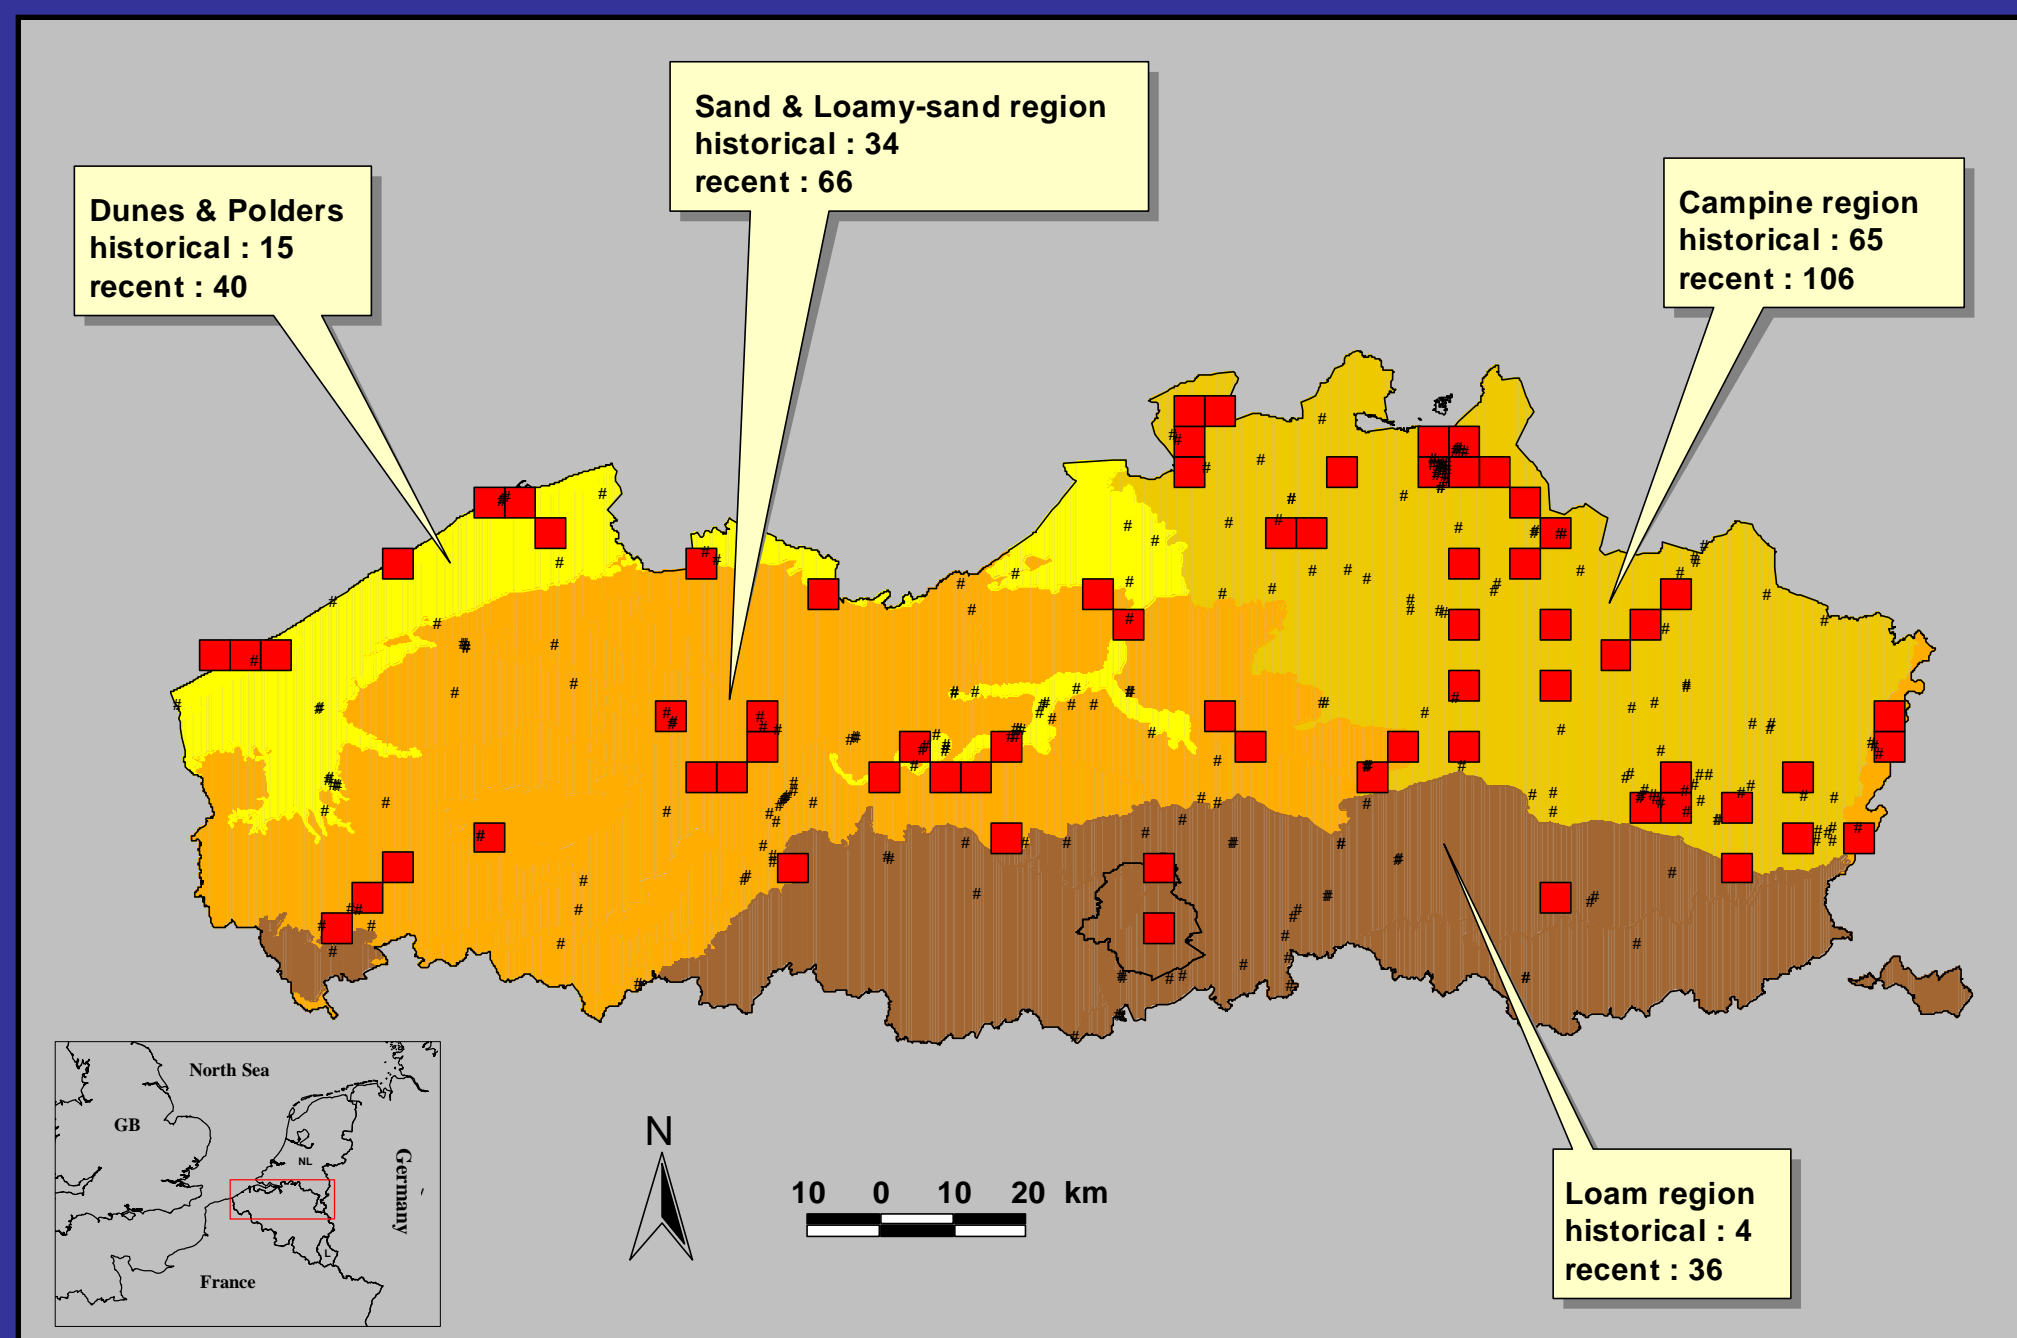 Sand & Loamy-sand region
historical : 34
recent : 66
Dunes & Polders
historical : 15
recent : 40
Campine region
historical : 65
recent : 106
North Sea
GB
NL
Germany
L
France
N
10 0 10 20 km
Loam region
historical : 4
recent : 36